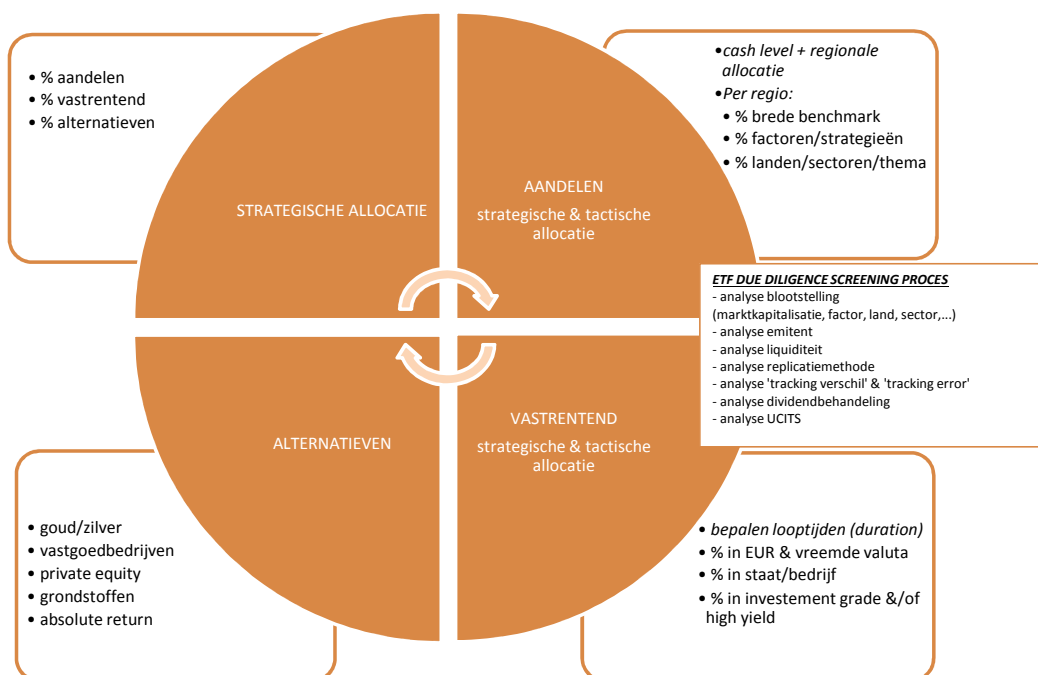 • % aandelen
• % vastrentend
• % alternatieven
STRATEGISCHE ALLOCATIE
•cash level + regionale
allocatie
•Per regio:
• % brede benchmark
• % factoren/strategieën
• % landen/sectoren/thema
AANDELEN
strategische & tactische
allocatie
ETF DUE DILIGENCE SCREENING PROCES
- analyse blootstelling
(marktkapitalisatie, factor, land, sector,...)
- analyse emitent
- analyse liquiditeit
- analyse replicatiemethode
- analyse 'tracking verschil' & 'tracking error'
- analyse dividendbehandeling
- analyse UCITS
ALTERNATIEVEN
VASTRENTEND
strategische & tactische
allocatie
• goud/zilver
• vastgoedbedrijven
• private equity
• grondstoffen
• absolute return
• bepalen looptijden (duration)
• % in EUR & vreemde valuta
• % in staat/bedrijf
• % in investement grade &/of
high yield